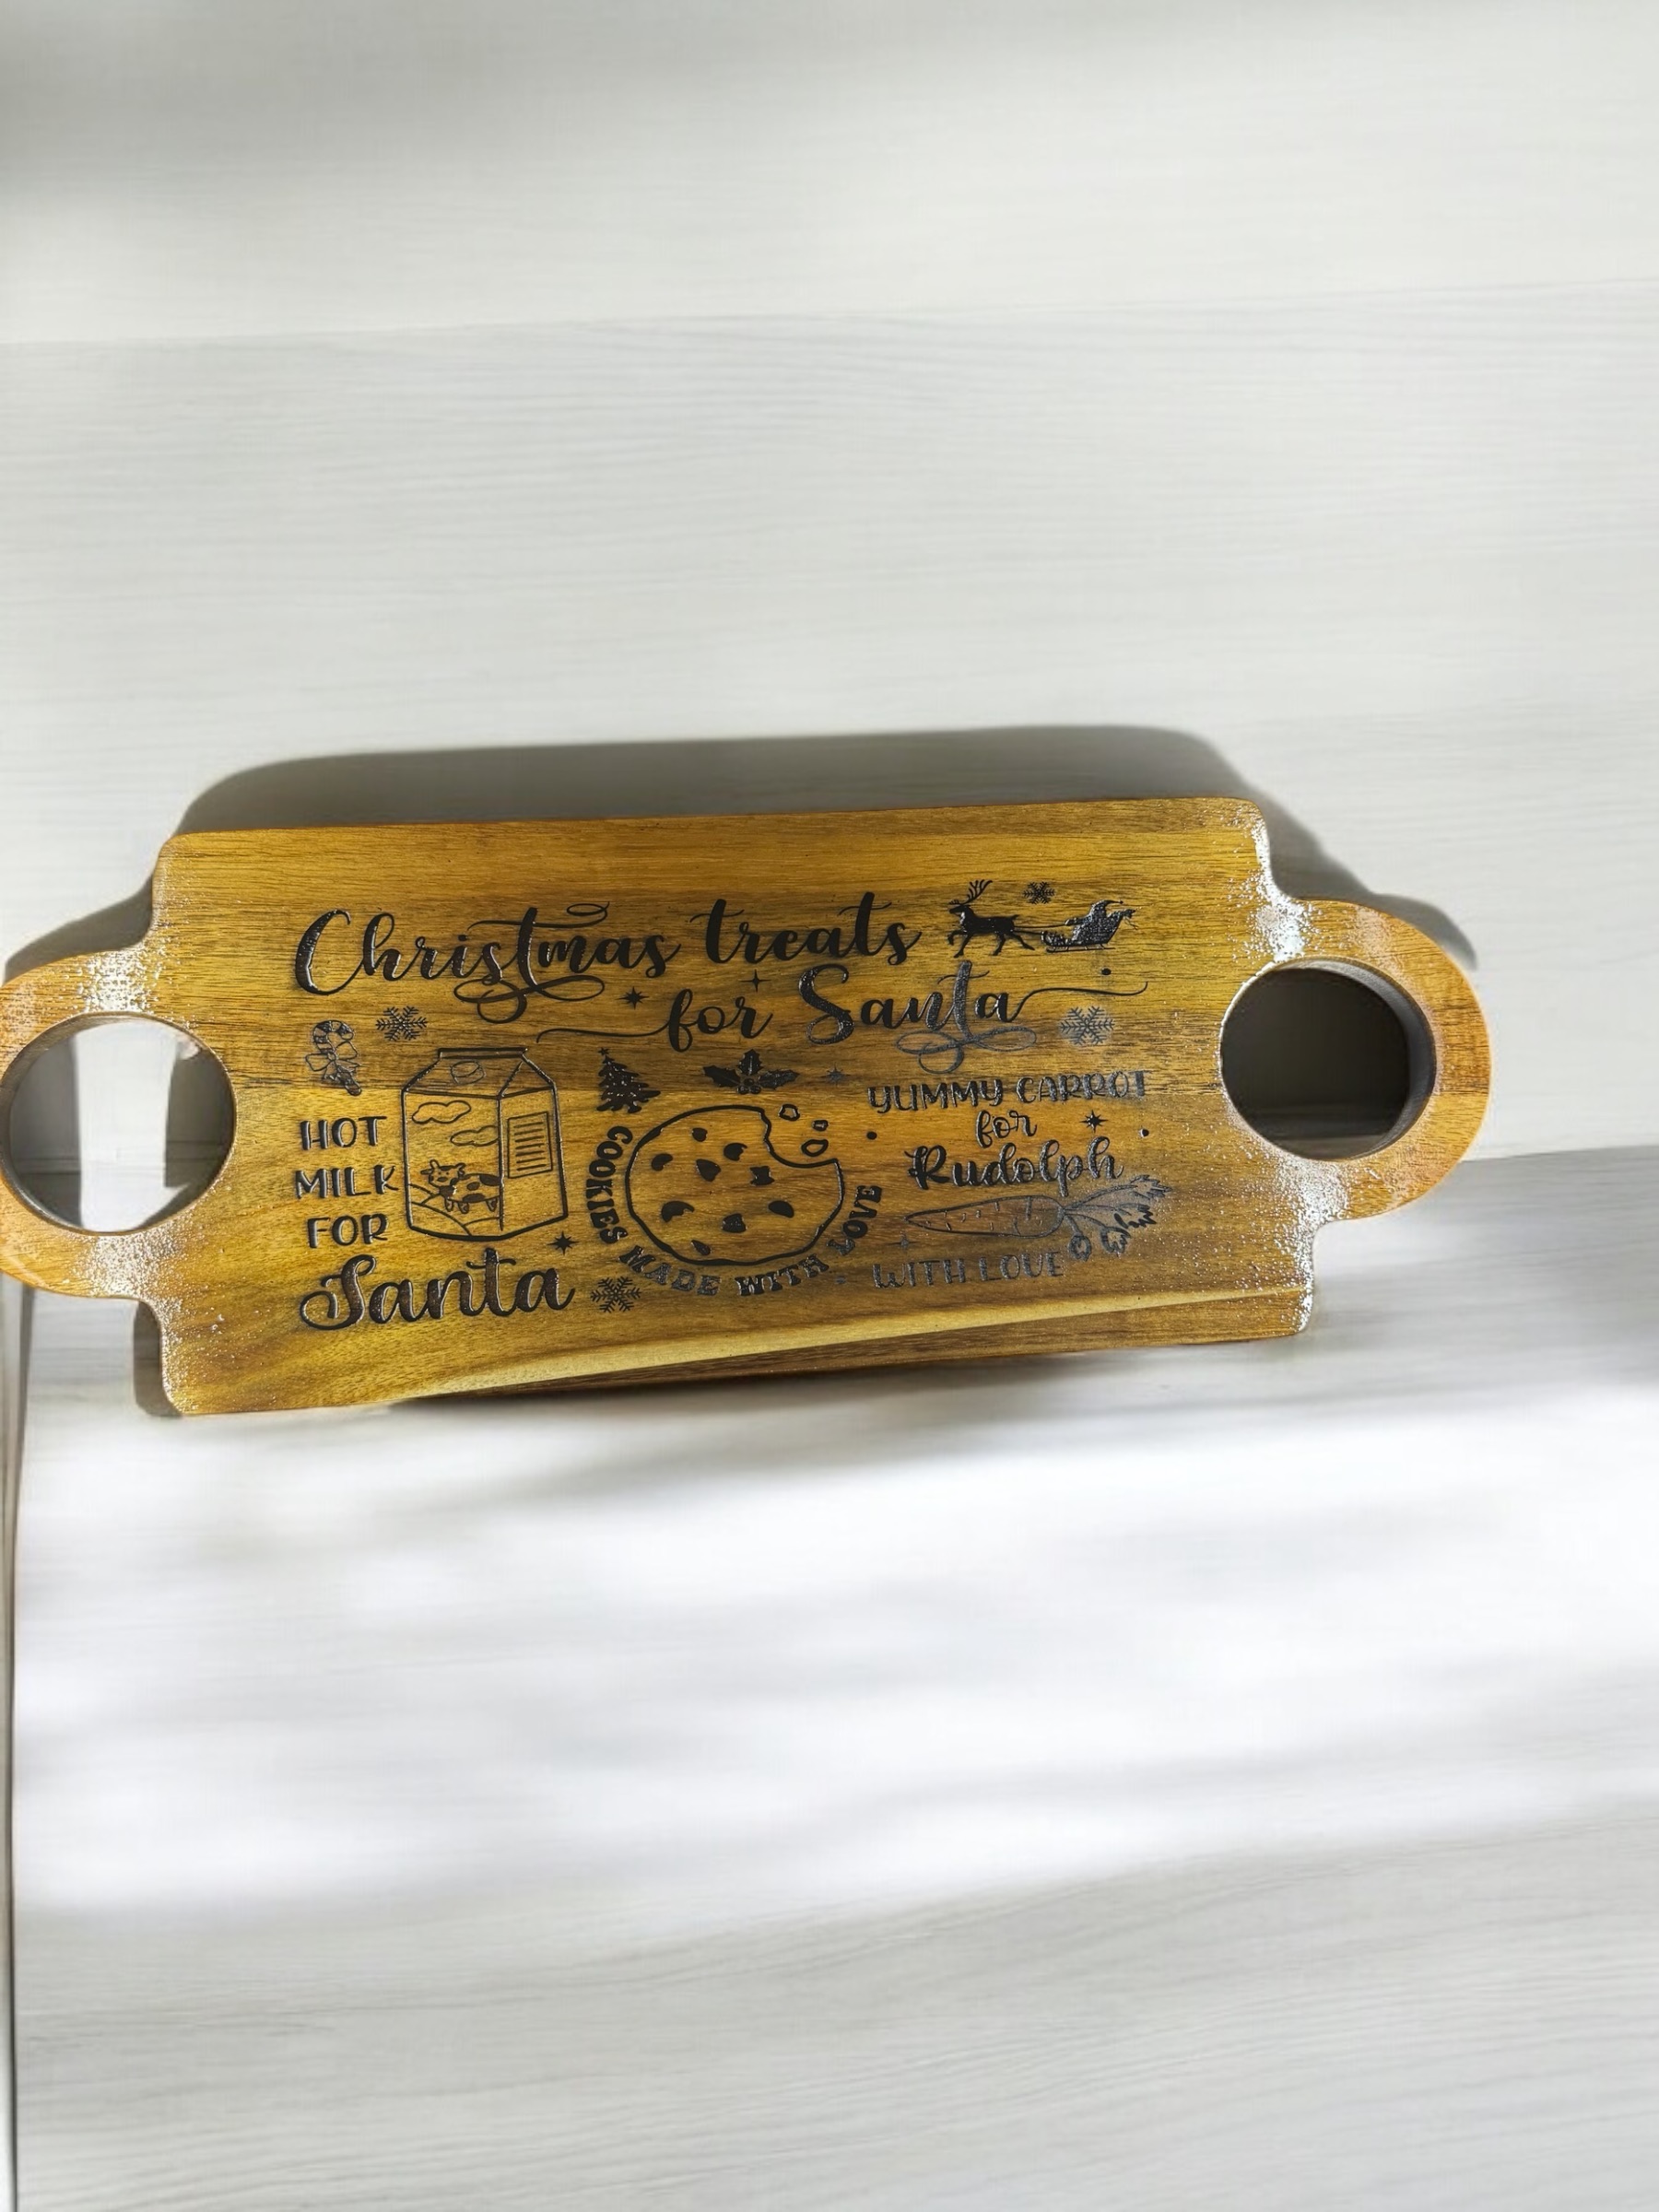 Christmas treats
for Santa
HOT
MILK
FOR
Santa
COOKIES MADE WITH LOVE
YUMMY CARROT
for
Rudolph
WITH LOVE